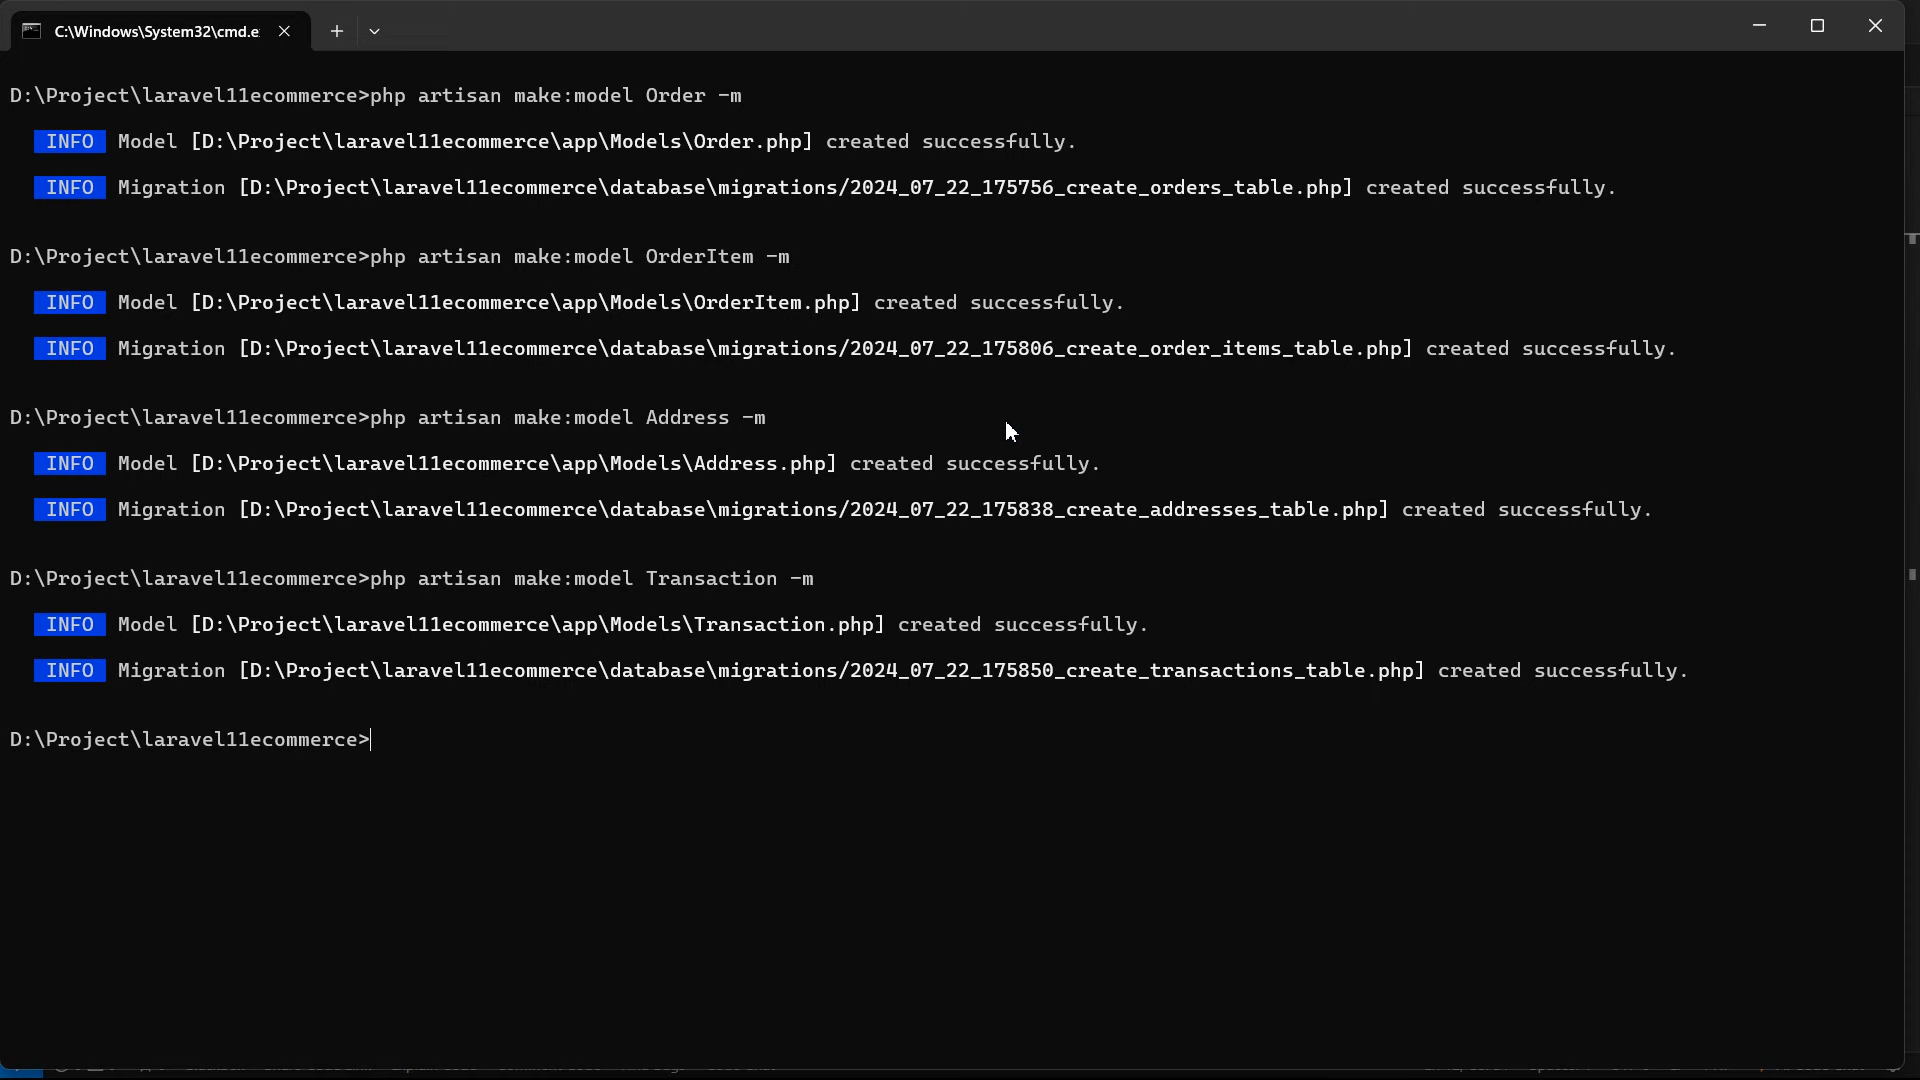 C:\Windows\System32\cmd.e
D:\Project\laravel11ecommerce>php artisan make:model Order -m
INFO Model [D:\Project\laravel11ecommerce\app\Models\Order.php] created successfully.
INFO Migration [D:\Project\laravel11ecommerce\database\migrations/2024_07_22_175756_create_orders_table.php] created successfully.
D:\Project\laravel11ecommerce>php artisan make:model OrderItem -m
INFO Model [D:\Project\laravel11ecommerce\app\Models\OrderItem.php] created successfully.
INFO Migration [D:\Project\laravel11ecommerce\database\migrations/2024_07_22_175806_create_order_items_table.php] created successfully.
D:\Project\laravel11ecommerce>php artisan make:model Address -m
INFO Model [D:\Project\laravel11ecommerce\app\Models\Address.php] created successfully.
INFO Migration [D:\Project\laravel11ecommerce\database\migrations/2024_07_22_175838_create_addresses_table.php] created successfully.
D:\Project\laravel11ecommerce>php artisan make:model Transaction -m
INFO Model [D:\Project\laravel11ecommerce\app\Models\Transaction.php] created successfully.
INFO Migration [D:\Project\laravel11ecommerce\database\migrations/2024_07_22_175850_create_transactions_table.php] created successfully.
D:\Project\laravel11ecommerce>